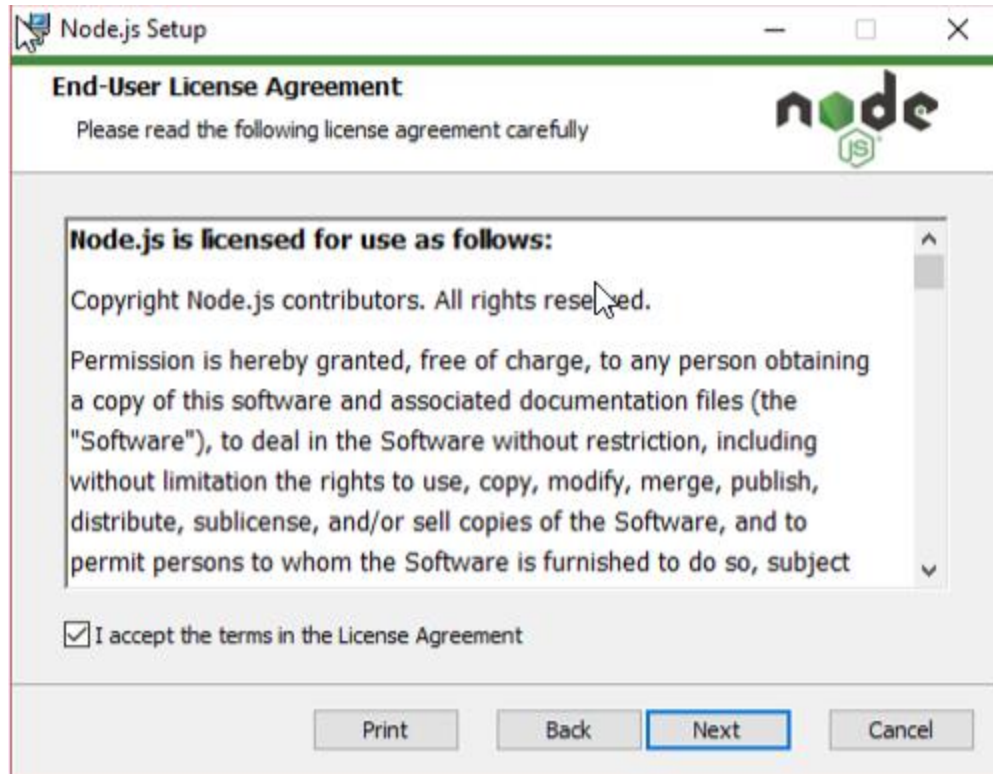 Node.js Setup
End-User License Agreement
Please read the following license agreement carefully
node
JS
Node.js is licensed for use as follows:
Copyright Node.js contributors. All rights reserved.
Permission is hereby granted, free of charge, to any person obtaining
a copy of this software and associated documentation files (the
"Software"), to deal in the Software without restriction, including
without limitation the rights to use, copy, modify, merge, publish,
distribute, sublicense, and/or sell copies of the Software, and to
permit persons to whom the Software is furnished to do so, subject
I accept the terms in the License Agreement
Print Back Next Cancel